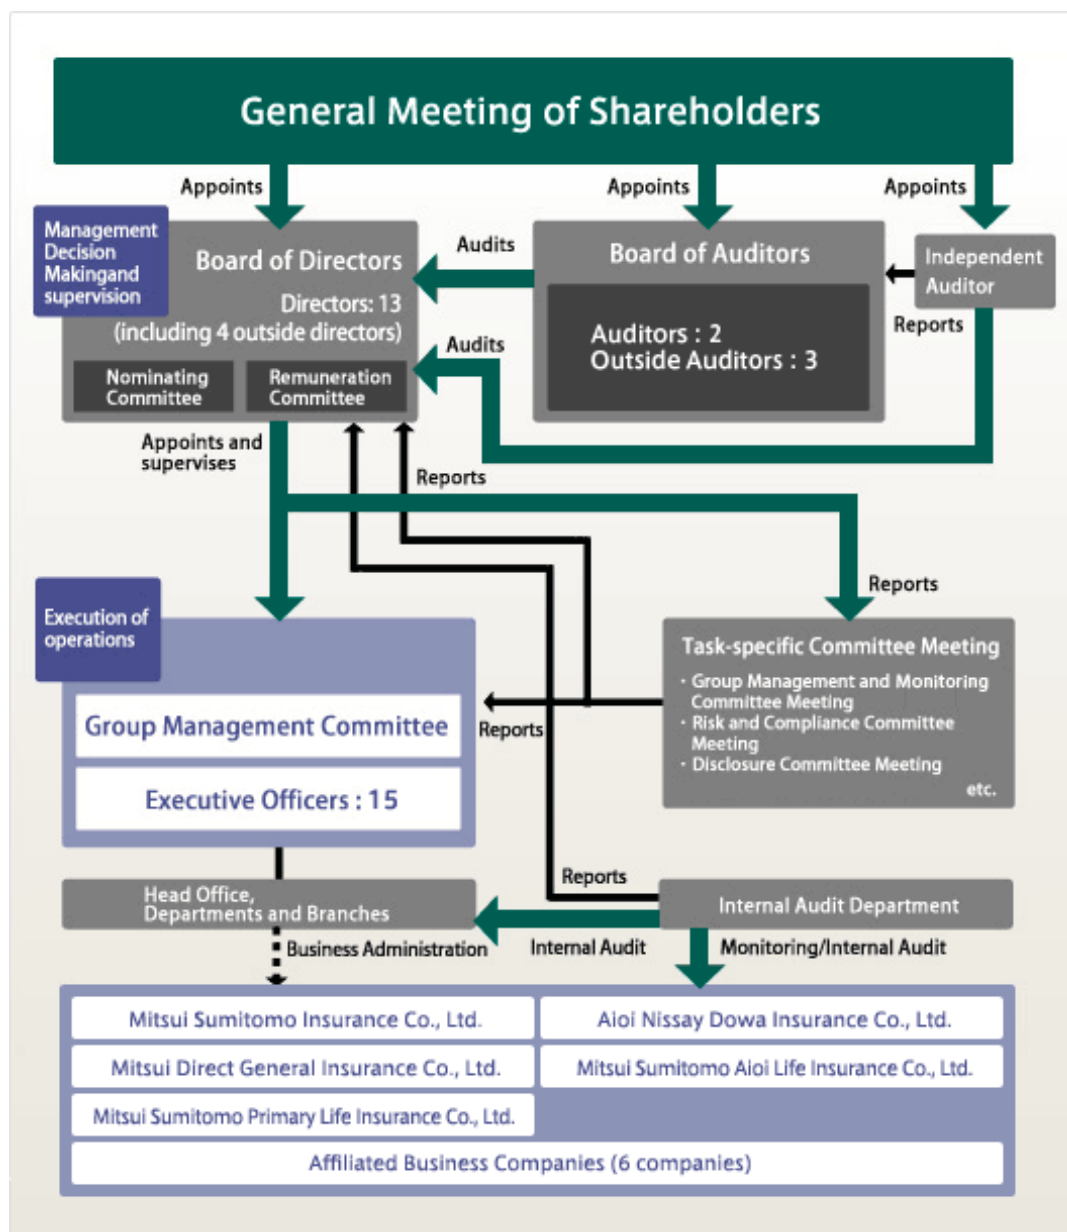 General Meeting of Shareholders
Appoints
Appoints
Appoints
Management
Decision
Makingand
supervision
Board of Directors
Directors: 13
(including 4 outside directors)
Nominating
Committee
Remuneration
Committee
Audits
Board of Auditors
Auditors : 2
Outside Auditors : 3
Independent
Auditor
Reports
Audits
Appoints and
supervises
Reports
Reports
Execution of
operations
Group Management Committee
Executive Officers : 15
Reports
Task-specific Committee Meeting
・Group Management and Monitoring
Committee Meeting
・Risk and Compliance Committee
Meeting
・Disclosure Committee Meeting
etc.
Head Office,
Departments and Branches
Reports
Internal Audit Department
Business Administration
Internal Audit
Monitoring/Internal Audit
Mitsui Sumitomo Insurance Co., Ltd.
Aioi Nissay Dowa Insurance Co., Ltd.
Mitsui Direct General Insurance Co., Ltd.
Mitsui Sumitomo Aioi Life Insurance Co., Ltd.
Mitsui Sumitomo Primary Life Insurance Co., Ltd.
Affiliated Business Companies (6 companies)